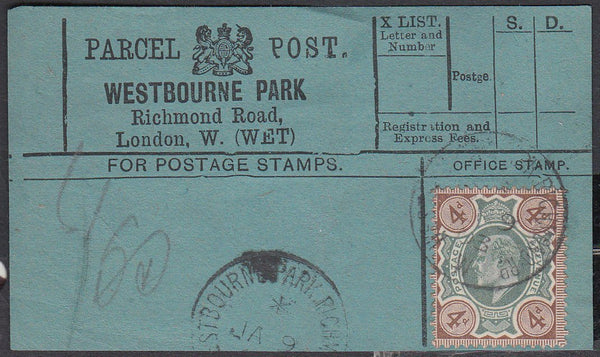 PARCEL POST.
WESTBOURNE PARK
Richmond Road,
London, W. (WET)
X LIST.
Letter and
Number
S. D.
Postge.
Registration and
Express Fees.
FOR POSTAGE STAMPS.
OFFICE STAMP.
4d 4d
POSTAGE
4d 4d
STBOURNE PARK. RICH
*
JA 9